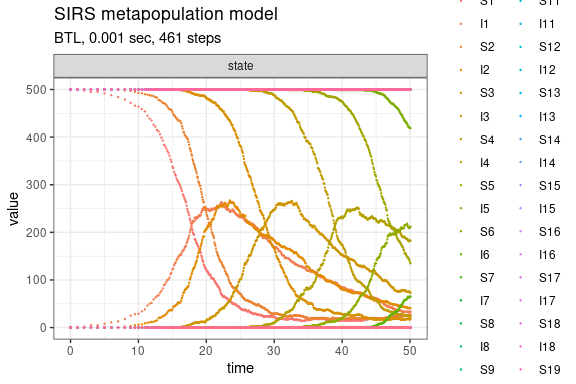 SIRS metapopulation model
BTL, 0.001 sec, 461 steps
state
500
400
300
200
100
0
value
0 10 20 30 40 50
time
S1 S11
I1 I11
S2 S12
I2 I12
S3 S13
I3 I13
S4 S14
I4 I14
S5 S15
I5 I15
S6 S16
I6 I16
S7 S17
I7 I17
S8 S18
I8 I18
S9 S19